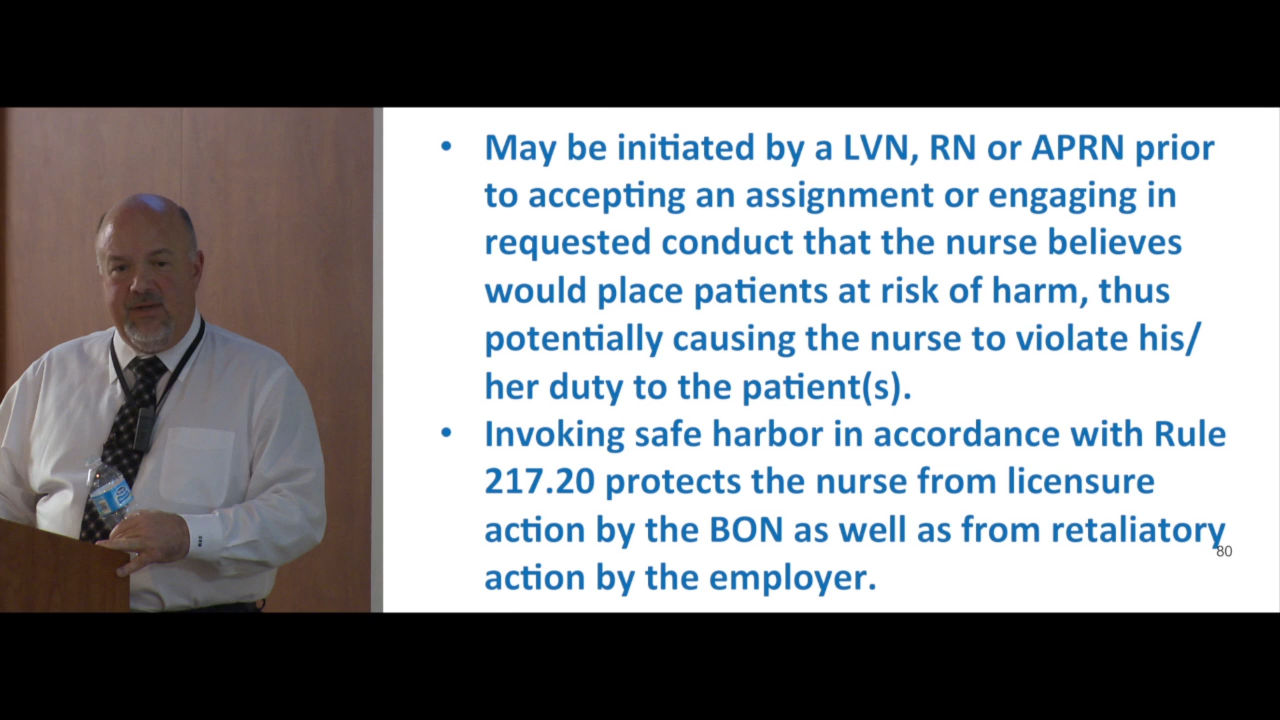 • May be initiated by a LVN, RN or APRN prior
to accepting an assignment or engaging in
requested conduct that the nurse believes
would place patients at risk of harm, thus
potentially causing the nurse to violate his/
her duty to the patient(s).
• Invoking safe harbor in accordance with Rule
217.20 protects the nurse from licensure
action by the BON as well as from retaliatory
80
action by the employer.